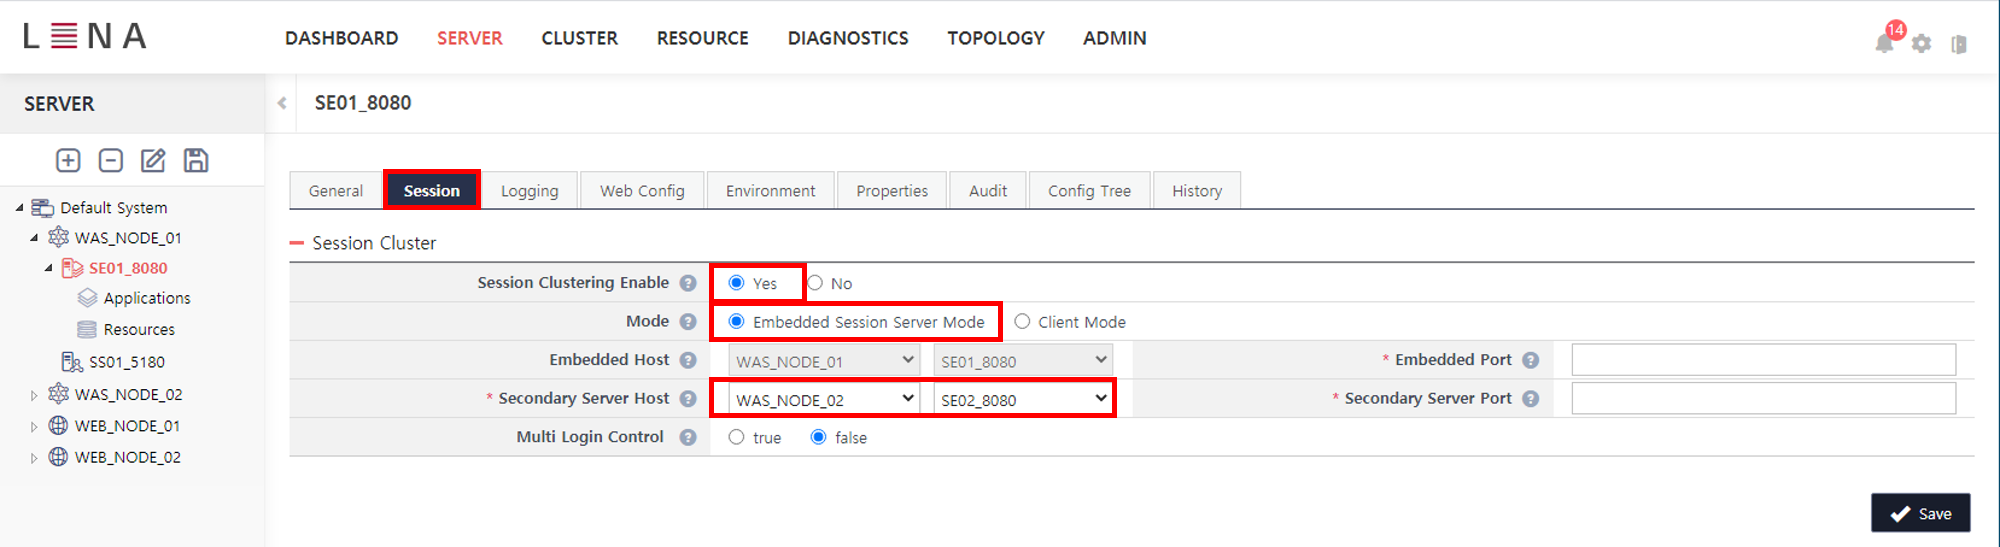 LENA
DASHBOARD SERVER CLUSTER RESOURCE DIAGNOSTICS TOPOLOGY ADMIN
14
SERVER
SE01_8080
Default System
WAS_NODE_01
SE01_8080
Applications
Resources
SS01_5180
WAS_NODE_02
WEB_NODE_01
WEB_NODE_02
General Session Logging Web Config Environment Properties Audit Config Tree History
Session Cluster
Session Clustering Enable ? Yes No
Mode ? Embedded Session Server Mode Client Mode
Embedded Host ? WAS_NODE_01 SE01_8080 * Embedded Port ?
* Secondary Server Host ? WAS_NODE_02 SE02_8080 * Secondary Server Port ?
Multi Login Control ? true false
Save